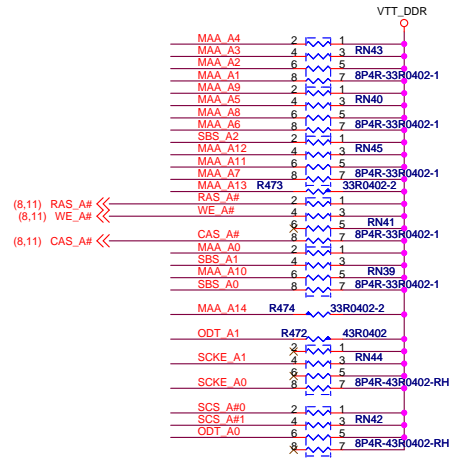 VTT_DDR
MAA_A4 2 1
MAA_A3 4 3 RN43
MAA_A2 6 5
MAA_A1 8 7 8P4R-33R0402-1
MAA_A9 2 1
MAA_A5 4 3 RN40
MAA_A8 6 5
MAA_A6 8 7 8P4R-33R0402-1
SBS_A2 2 1
MAA_A12 4 3 RN45
MAA_A11 6 5
MAA_A7 8 7 8P4R-33R0402-1
MAA_A13 R473 33R0402-2
(8,11) RAS_A# RAS_A# 2 1
(8,11) WE_A# WE_A# 4 3
6 5 RN41
(8,11) CAS_A# CAS_A# 8 7 8P4R-33R0402-1
MAA_A0 2 1
SBS_A1 4 3
MAA_A10 6 5 RN39
SBS_A0 8 7 8P4R-33R0402-1
MAA_A14 R474 33R0402-2
ODT_A1 R472 43R0402
2 1
SCKE_A1 4 3 RN44
6 5
SCKE_A0 8 7 8P4R-43R0402-RH
SCS_A#0 2 1
SCS_A#1 4 3 RN42
ODT_A0 6 5
8 7 8P4R-43R0402-RH